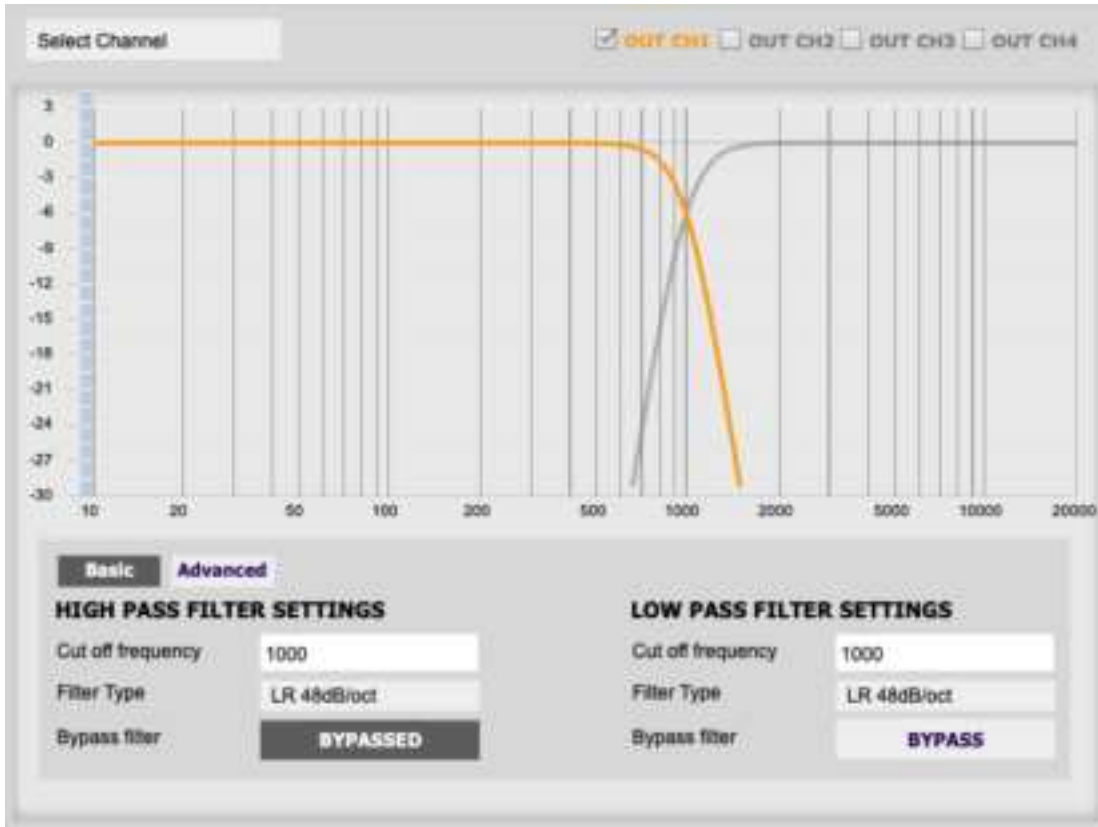 Select Channel
OUT CH1 OUT CH2 OUT CH3 OUT CH4
3
0
-3
-6
-9
-12
-15
-18
-21
-24
-27
-30
10 20 50 100 200 500 1000 2000 5000 10000 20000
Basic Advanced
HIGH PASS FILTER SETTINGS
Cut off frequency 1000
Filter Type LR 48dB/oct
Bypass filter BYPASSED
LOW PASS FILTER SETTINGS
Cut off frequency 1000
Filter Type LR 48dB/oct
Bypass filter BYPASS